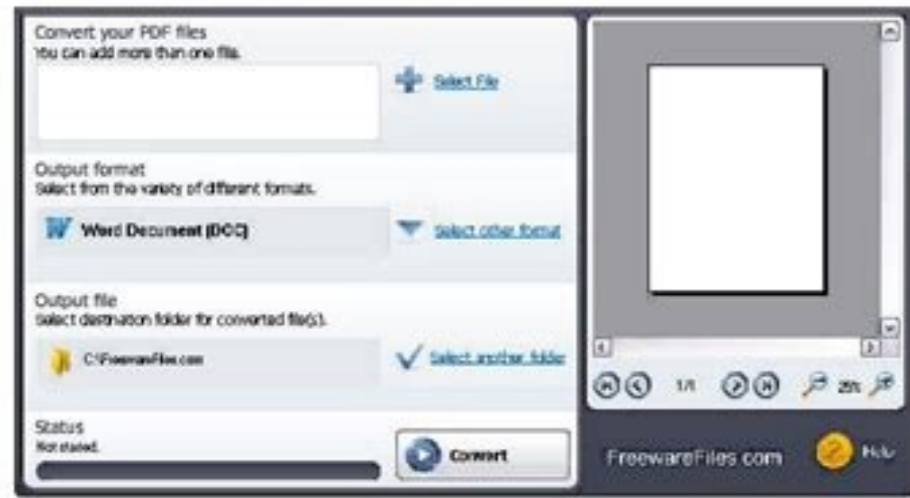 Convert your PDF files
You can add more than one file.
Select File
Output format
Select from the variety of different formats.
Word Document (DOC)
Select other format
Output file
Select destination folder for converted file(s).
C:\FreewareFiles.com
Select another folder
1/1
25%
Status
Not started.
Convert
FreewareFiles.com
Help